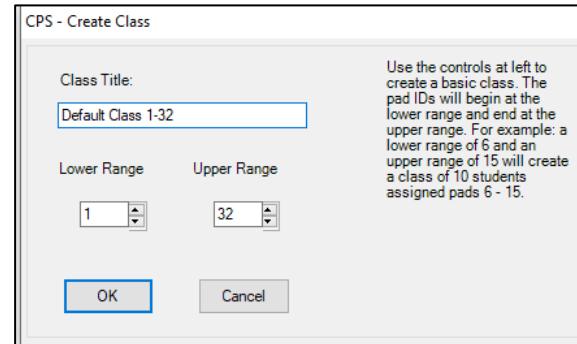 CPS - Create Class
Class Title:
Default Class 1-32
Lower Range
Upper Range
1
32
OK
Cancel
Use the controls at left to
create a basic class. The
pad IDs will begin at the
lower range and end at the
upper range. For example: a
lower range of 6 and an
upper range of 15 will create
a class of 10 students
assigned pads 6 - 15.